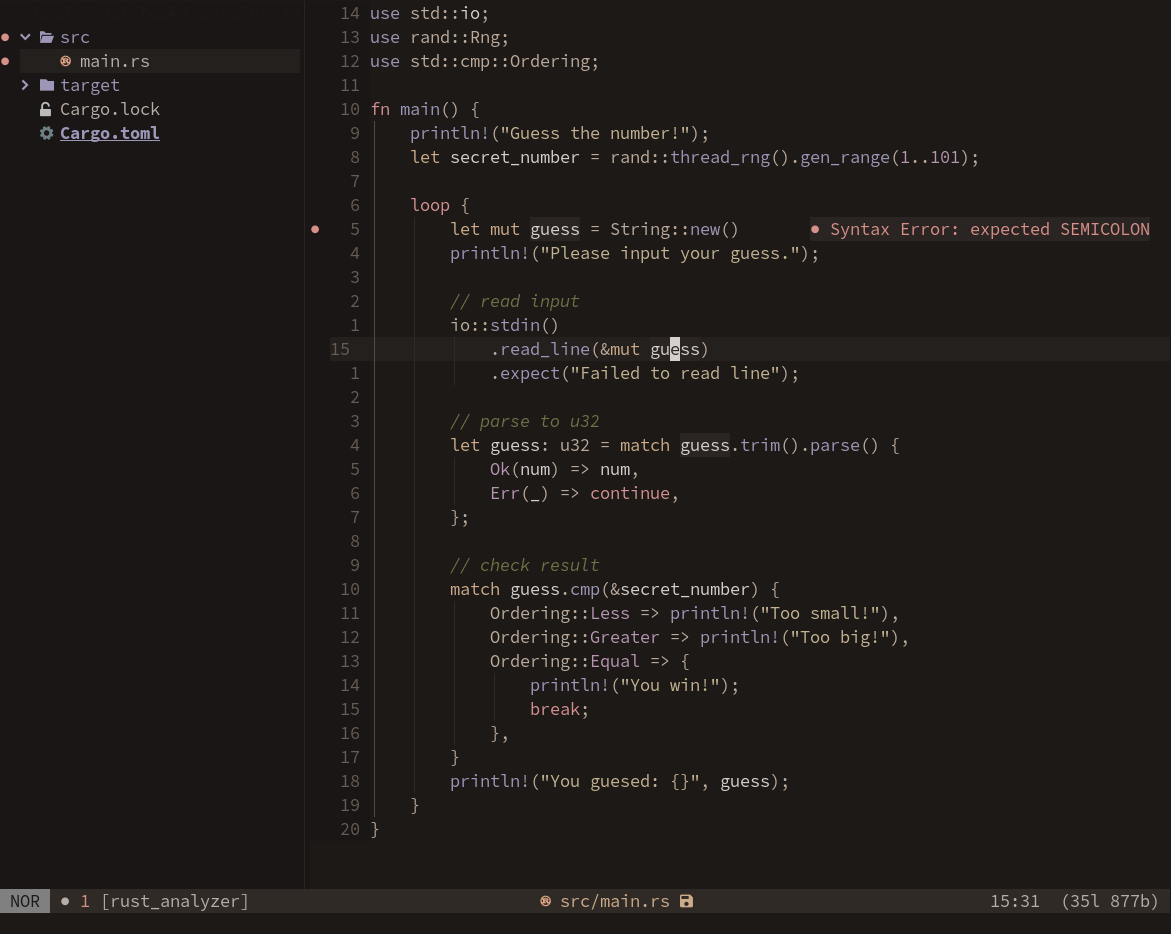 src
main.rs
target
Cargo.lock
Cargo.toml
14 use std::io;
13 use rand::Rng;
12 use std::cmp::Ordering;
11
10 fn main() {
9     println!("Guess the number!");
8     let secret_number = rand::thread_rng().gen_range(1..101);
7
6     loop {
5         let mut guess = String::new()       ● Syntax Error: expected SEMICOLON
4         println!("Please input your guess.");
3
2         // read input
1         io::stdin()
15            .read_line(&mut guess)
1             .expect("Failed to read line");
2
3         // parse to u32
4         let guess: u32 = match guess.trim().parse() {
5             Ok(num) => num,
6             Err(_) => continue,
7         };
8
9         // check result
10        match guess.cmp(&secret_number) {
11            Ordering::Less => println!("Too small!"),
12            Ordering::Greater => println!("Too big!"),
13            Ordering::Equal => {
14                println!("You win!");
15                break;
16            },
17        }
18        println!("You guesed: {}", guess);
19    }
20 }
NOR ● 1 [rust_analyzer] src/main.rs 15:31 (35l 877b)